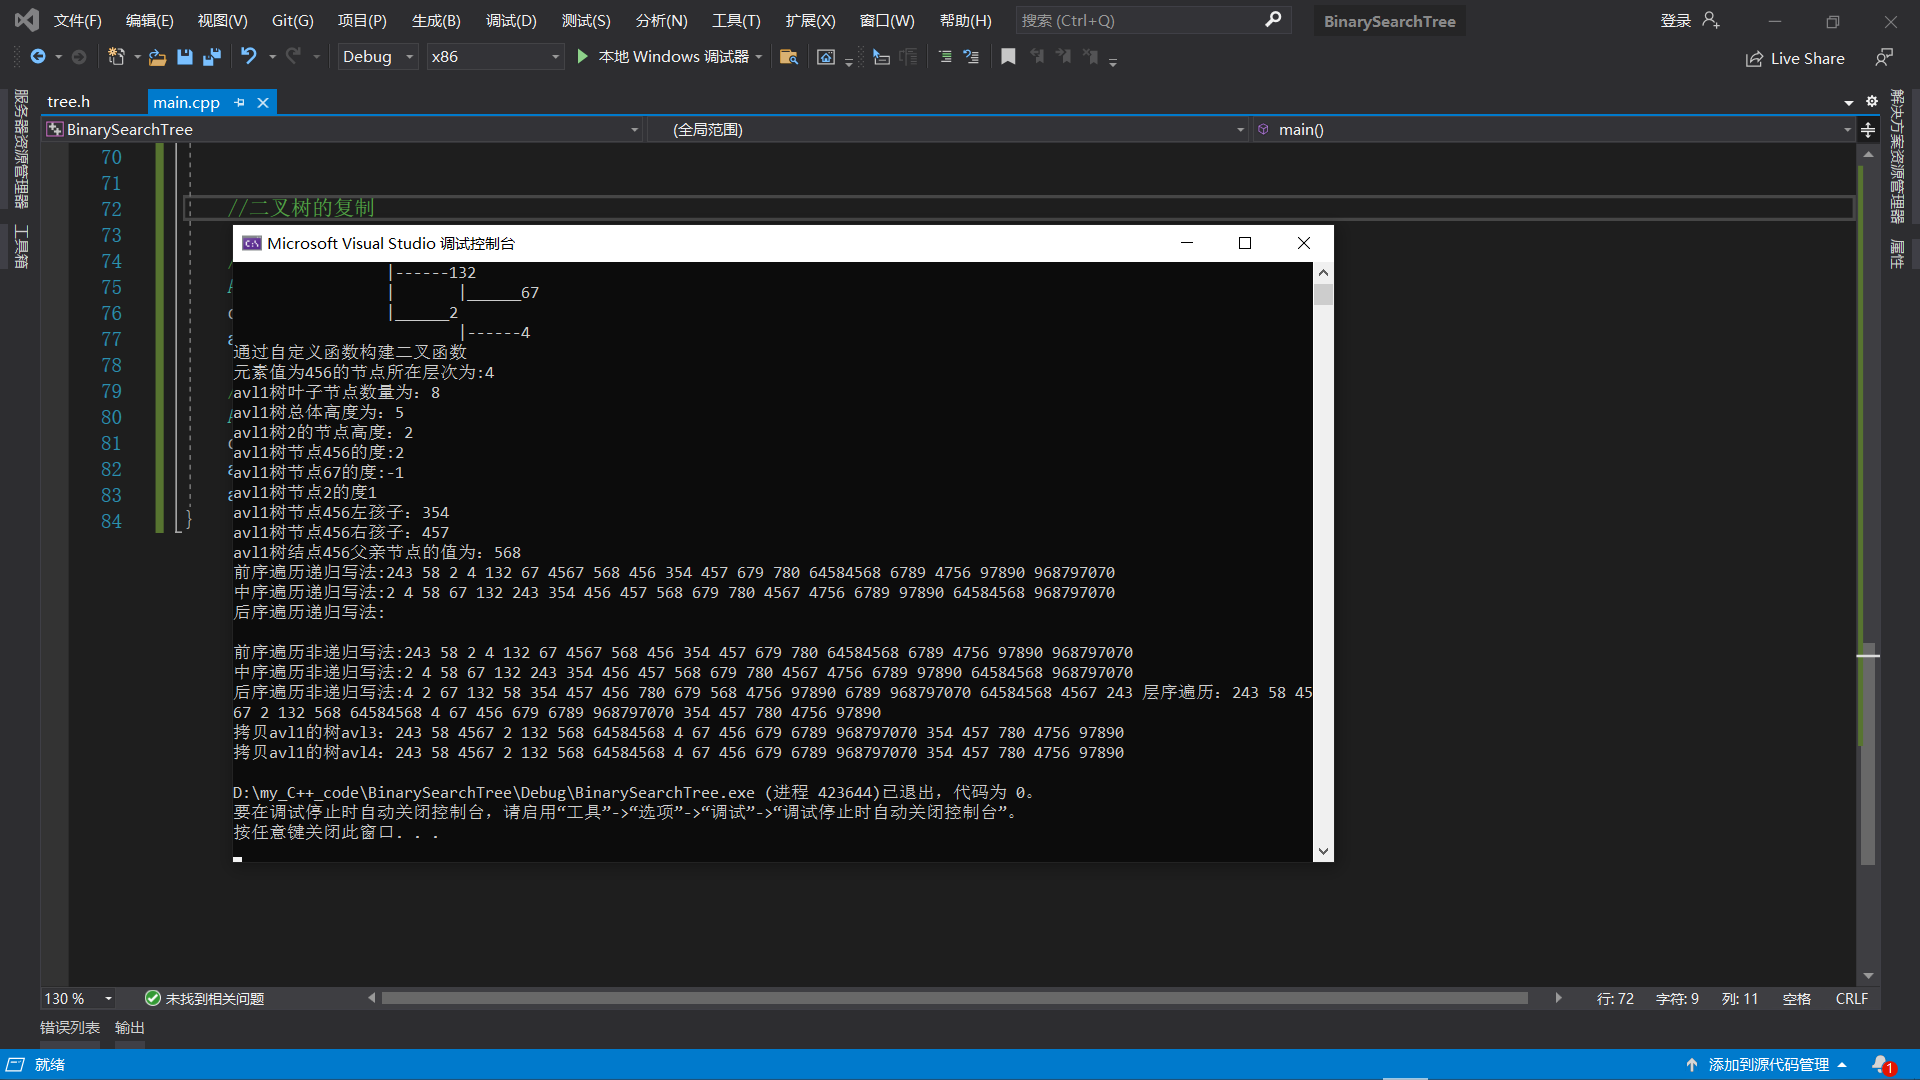 文件(F) 编辑(E) 视图(V) Git(G) 项目(P) 生成(B) 调试(D) 测试(S) 分析(N) 工具(T) 扩展(X) 窗口(W) 帮助(H) 搜索 (Ctrl+Q) BinarySearchTree 登录
Debug x86 本地 Windows 调试器 Live Share
服务器资源管理器
工具箱
tree.h main.cpp
BinarySearchTree (全局范围) main()
解决方案资源管理器
属性
70
71
72 //二叉树的复制
73
74 /
75
76
77
78
79 /
80
81
82
83
84 }
Microsoft Visual Studio 调试控制台
|------132
| |______67
|______2
|------4
通过自定义函数构建二叉函数
元素值为456的节点所在层次为:4
avl1树叶子节点数量为: 8
avl1树总体高度为: 5
avl1树2的节点高度: 2
avl1树节点456的度:2
avl1树节点67的度:-1
avl1树节点2的度1
avl1树节点456左孩子: 354
avl1树节点456右孩子: 457
avl1树结点456父亲节点的值为: 568
前序遍历递归写法:243 58 2 4 132 67 4567 568 456 354 457 679 780 64584568 6789 4756 97890 968797070
中序遍历递归写法:2 4 58 67 132 243 354 456 457 568 679 780 4567 4756 6789 97890 64584568 968797070
后序遍历递归写法:
前序遍历非递归写法:243 58 2 4 132 67 4567 568 456 354 457 679 780 64584568 6789 4756 97890 968797070
中序遍历非递归写法:2 4 58 67 132 243 354 456 457 568 679 780 4567 4756 6789 97890 64584568 968797070
后序遍历非递归写法:4 2 67 132 58 354 457 456 780 679 568 4756 97890 6789 968797070 64584568 4567 243 层序遍历: 243 58 45
67 2 132 568 64584568 4 67 456 679 6789 968797070 354 457 780 4756 97890
拷贝avl1的树avl3: 243 58 4567 2 132 568 64584568 4 67 456 679 6789 968797070 354 457 780 4756 97890
拷贝avl1的树avl4: 243 58 4567 2 132 568 64584568 4 67 456 679 6789 968797070 354 457 780 4756 97890
D:\my_C++_code\BinarySearchTree\Debug\BinarySearchTree.exe (进程 423644)已退出，代码为 0。
要在调试停止时自动关闭控制台，请启用“工具”->“选项”->“调试”->“调试停止时自动关闭控制台”。
按任意键关闭此窗口. . .
130 % 未找到相关问题 行: 72 字符: 9 列: 11 空格 CRLF
错误列表 输出
就绪 添加到源代码管理 1